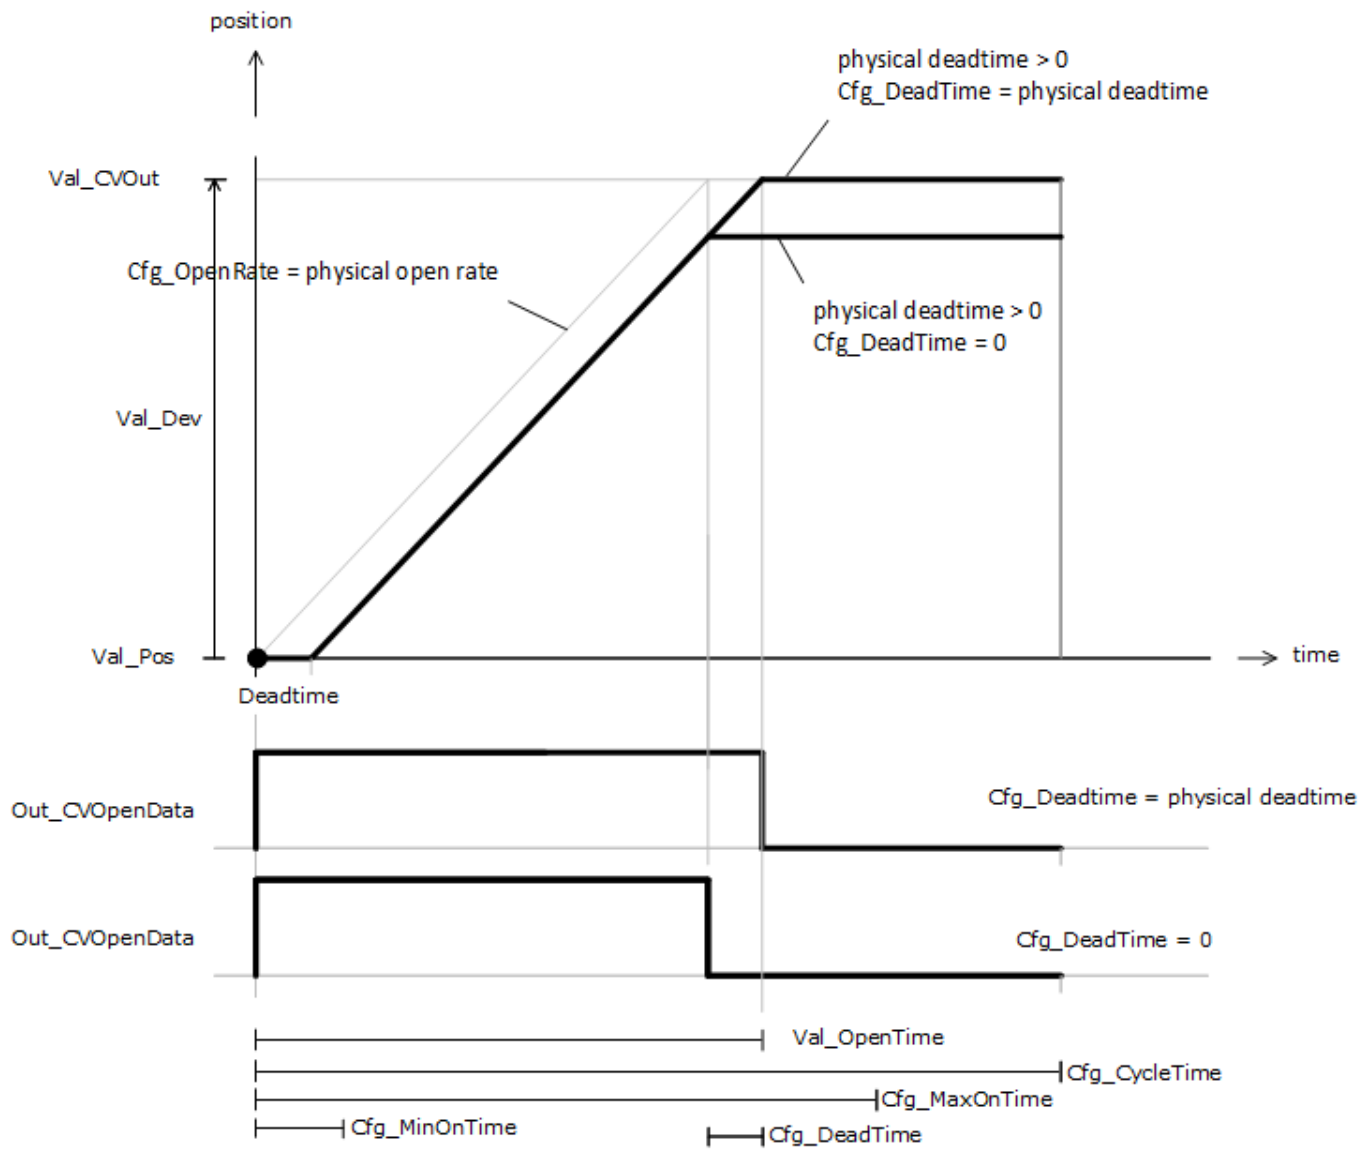 position
physical deadtime > 0
Cfg_DeadTime = physical deadtime
Val_CVOut
Cfg_OpenRate = physical open rate
physical deadtime > 0
Cfg_DeadTime = 0
Val_Dev
Val_Pos
time
Deadtime
Out_CVOpenData
Cfg_Deadtime = physical deadtime
Out_CVOpenData
Cfg_DeadTime = 0
Val_OpenTime
Cfg_CycleTime
Cfg_MaxOnTime
Cfg_MinOnTime
Cfg_DeadTime